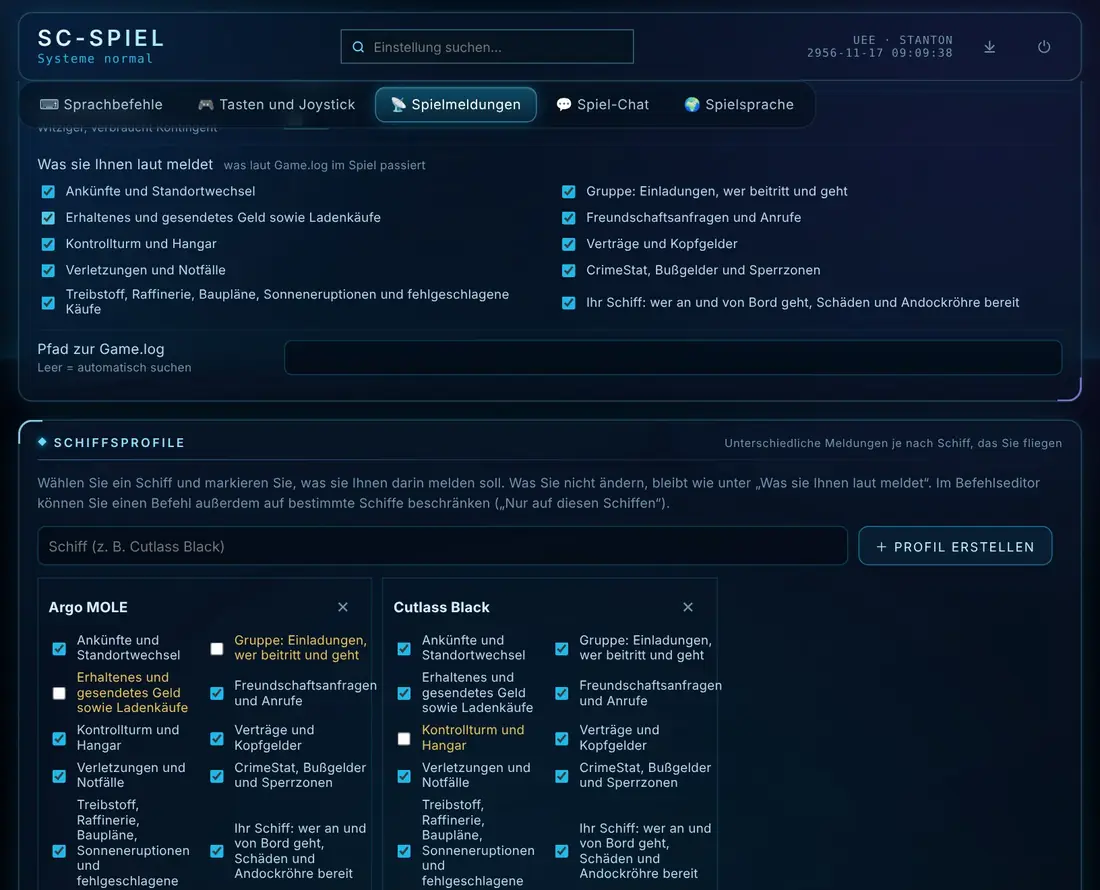 SC-SPIEL
Systeme normal
Einstellung suchen...
UEE · STANTON
2956-11-17 09:09:38
Sprachbefehle
Tasten und Joystick
Spielmeldungen
Spiel-Chat
Spielsprache
Witziger, verbraucht Kontingent
Was sie Ihnen laut meldet was laut Game.log im Spiel passiert
Ankünfte und Standortwechsel
Gruppe: Einladungen, wer beitritt und geht
Erhaltenes und gesendetes Geld sowie Ladenkäufe
Freundschaftsanfragen und Anrufe
Kontrollturm und Hangar
Verträge und Kopfgelder
Verletzungen und Notfälle
CrimeStat, Bußgelder und Sperrzonen
Treibstoff, Raffinerie, Baupläne, Sonneneruptionen und fehlgeschlagene
Käufe
Ihr Schiff: wer an und von Bord geht, Schäden und Andockröhre bereit
Pfad zur Game.log
Leer = automatisch suchen
SCHIFFSPROFILE
Unterschiedliche Meldungen je nach Schiff, das Sie fliegen
Wählen Sie ein Schiff und markieren Sie, was sie Ihnen darin melden soll. Was Sie nicht ändern, bleibt wie unter „Was sie Ihnen laut meldet“. Im Befehlseditor
können Sie einen Befehl außerdem auf bestimmte Schiffe beschränken („Nur auf diesen Schiffen“).
Schiff (z. B. Cutlass Black)
+ PROFIL ERSTELLEN
Argo MOLE
Ankünfte und
Standortwechsel
Gruppe: Einladungen,
wer beitritt und geht
Erhaltenes und
gesendetes Geld
sowie Ladenkäufe
Freundschaftsanfragen
und Anrufe
Kontrollturm und
Hangar
Verträge und
Kopfgelder
Verletzungen und
Notfälle
CrimeStat, Bußgelder
und Sperrzonen
Treibstoff,
Raffinerie,
Baupläne,
Sonneneruptionen
und
fehlgeschlagene
Ihr Schiff: wer an und
von Bord geht,
Schäden und
Andockröhre bereit
Cutlass Black
Ankünfte und
Standortwechsel
Gruppe: Einladungen,
wer beitritt und geht
Erhaltenes und
gesendetes Geld
sowie Ladenkäufe
Freundschaftsanfragen
und Anrufe
Kontrollturm und
Hangar
Verträge und
Kopfgelder
Verletzungen und
Notfälle
CrimeStat, Bußgelder
und Sperrzonen
Treibstoff,
Raffinerie,
Baupläne,
Sonneneruptionen
und
fehlgeschlagene
Ihr Schiff: wer an und
von Bord geht,
Schäden und
Andockröhre bereit